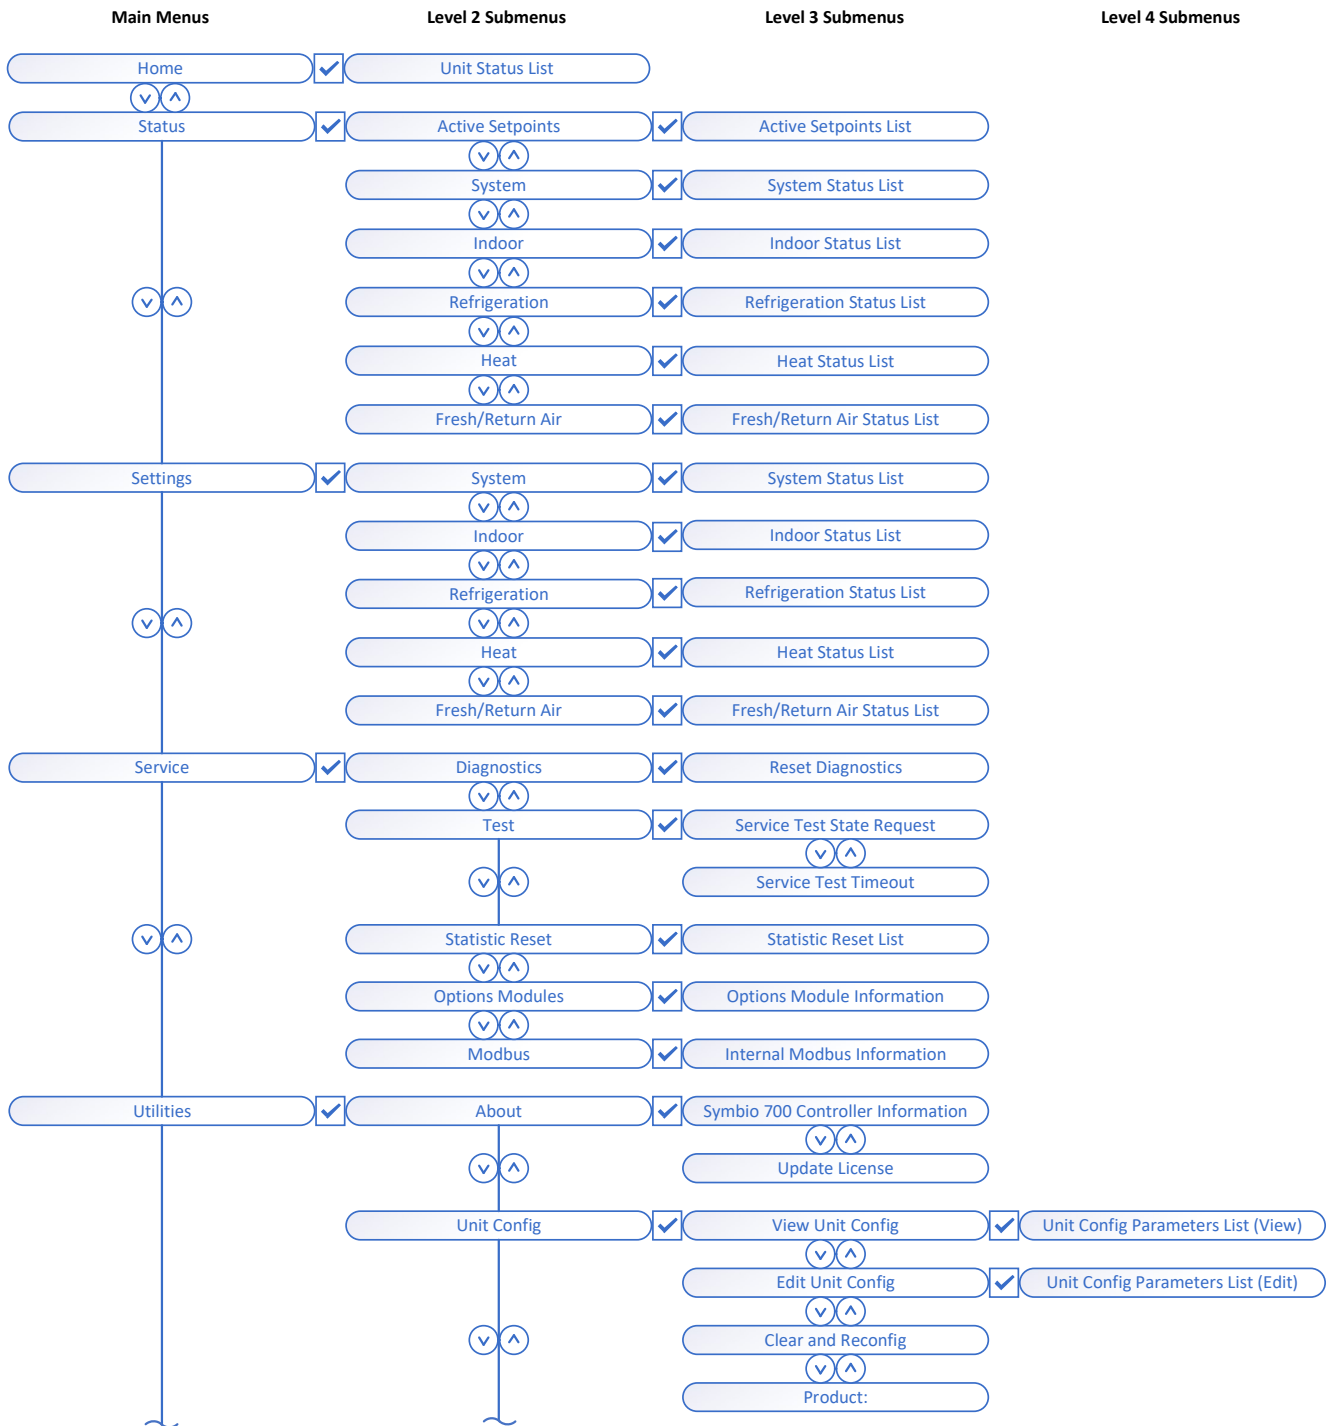 Main Menus
Level 2 Submenus
Level 3 Submenus
Level 4 Submenus
Home
Unit Status List
Status
Active Setpoints
Active Setpoints List
System
System Status List
Indoor
Indoor Status List
Refrigeration
Refrigeration Status List
Heat
Heat Status List
Fresh/Return Air
Fresh/Return Air Status List
Settings
System
System Status List
Indoor
Indoor Status List
Refrigeration
Refrigeration Status List
Heat
Heat Status List
Fresh/Return Air
Fresh/Return Air Status List
Service
Diagnostics
Reset Diagnostics
Test
Service Test State Request
Service Test Timeout
Statistic Reset
Statistic Reset List
Options Modules
Options Module Information
Modbus
Internal Modbus Information
Utilities
About
Symbio 700 Controller Information
Update License
Unit Config
View Unit Config
Unit Config Parameters List (View)
Edit Unit Config
Unit Config Parameters List (Edit)
Clear and Reconfig
Product: